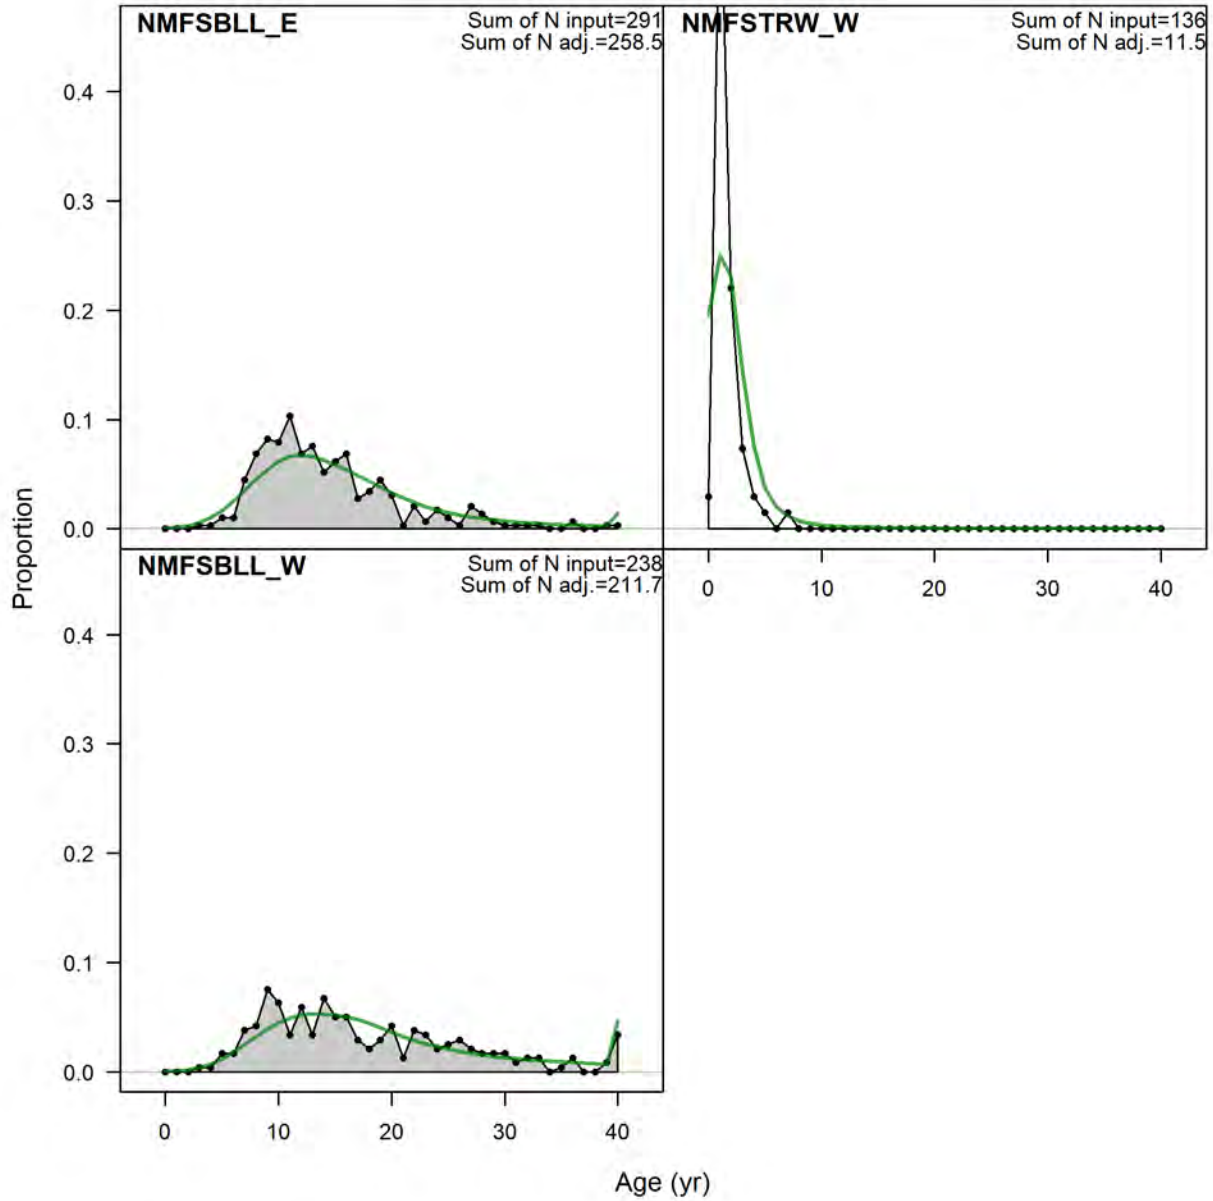 NMFSBLL_E
Sum of N input=291
Sum of N adj.=258.5
NMFSTRW_W
Sum of N input=136
Sum of N adj.=11.5
0.4
0.3
0.2
0.1
0.0
0 10 20 30 40
NMFSBLL_W
Sum of N input=238
Sum of N adj.=211.7
0.4
0.3
0.2
0.1
0.0
0 10 20 30 40
Proportion
Age (yr)